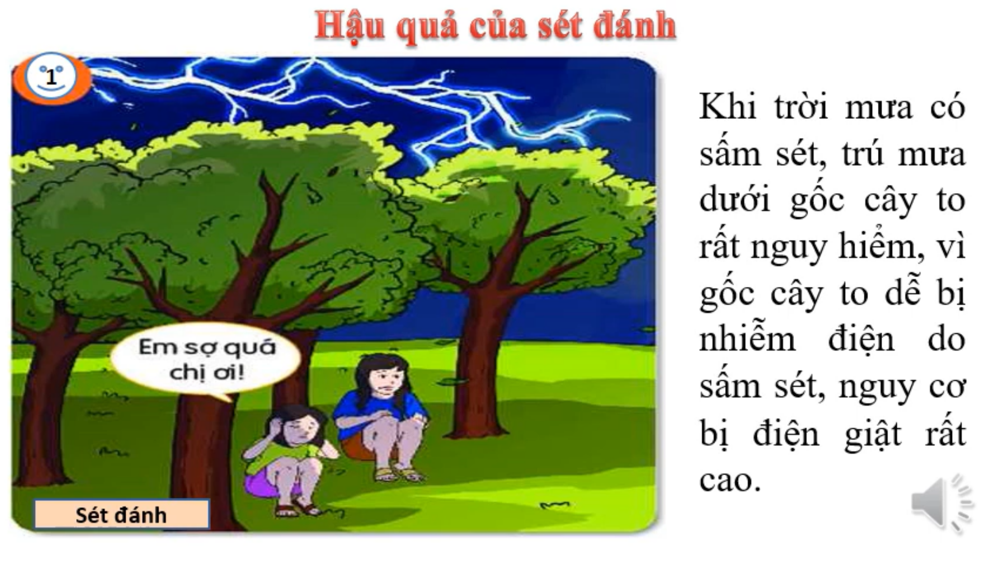 Hậu quả của sét đánh
1
Khi trời mưa có
sấm sét, trú mưa
dưới gốc cây to
rất nguy hiểm, vì
gốc cây to dễ bị
nhiễm điện do
sấm sét, nguy cơ
bị điện giật rất
cao.
Em sợ quá
chị ơi!
Sét đánh